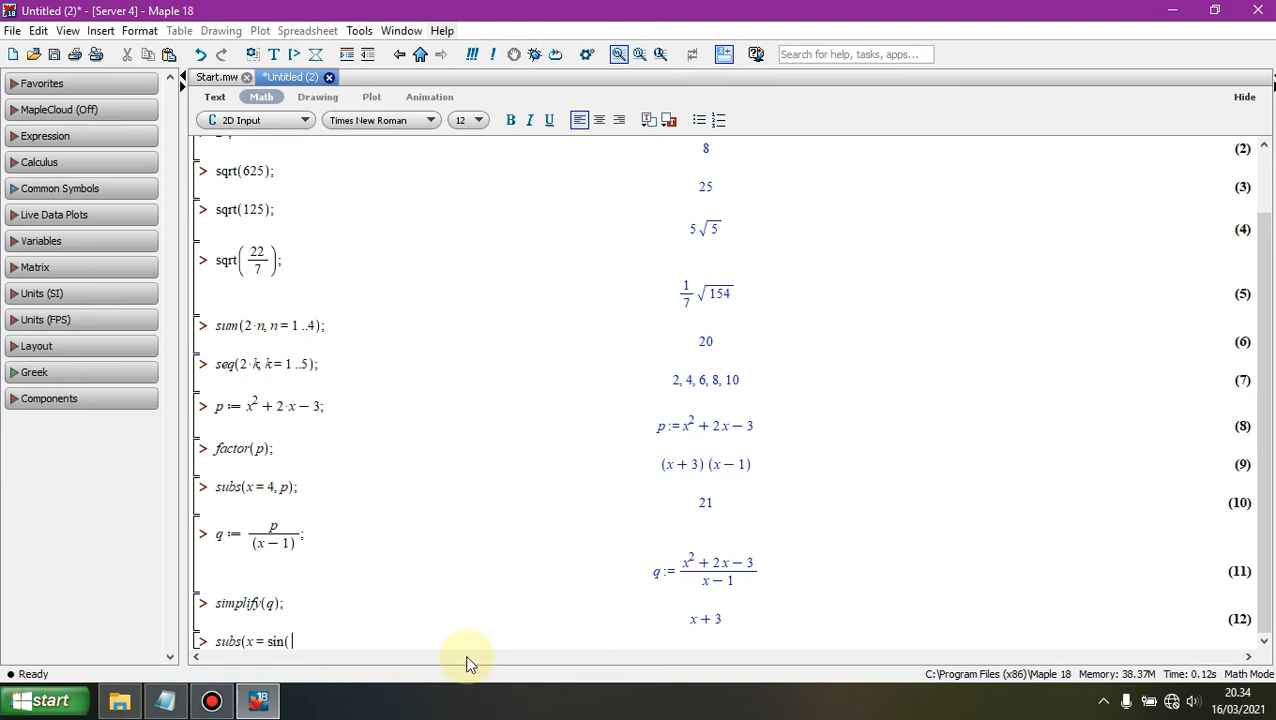 Untitled (2)* - [Server 4] - Maple 18
File Edit View Insert Format Table Drawing Plot Spreadsheet Tools Window Help
Search for help, tasks, apps...
Start.mw *Untitled (2)
Favorites
MapleCloud (Off)
Expression
Calculus
Common Symbols
Live Data Plots
Variables
Matrix
Units (SI)
Units (FPS)
Layout
Greek
Components
Text Math Drawing Plot Animation Hide
C 2D Input Times New Roman 12 B I U
8 (2)
> sqrt(625);
25 (3)
> sqrt(125);
5 √5 (4)
> sqrt(22/7);
1/7 √154 (5)
> sum(2·n, n = 1 ..4);
20 (6)
> seq(2·k, k = 1 ..5);
2, 4, 6, 8, 10 (7)
> p := x² + 2·x − 3;
p := x² + 2 x − 3 (8)
> factor(p);
(x + 3) (x − 1) (9)
> subs(x = 4, p);
21 (10)
> q := p/(x − 1);
q := (x² + 2 x − 3)/(x − 1) (11)
> simplify(q);
x + 3 (12)
> subs(x = sin(
Ready C:\Program Files (x86)\Maple 18 Memory: 38.37M Time: 0.12s Math Mode
start 20.34
16/03/2021